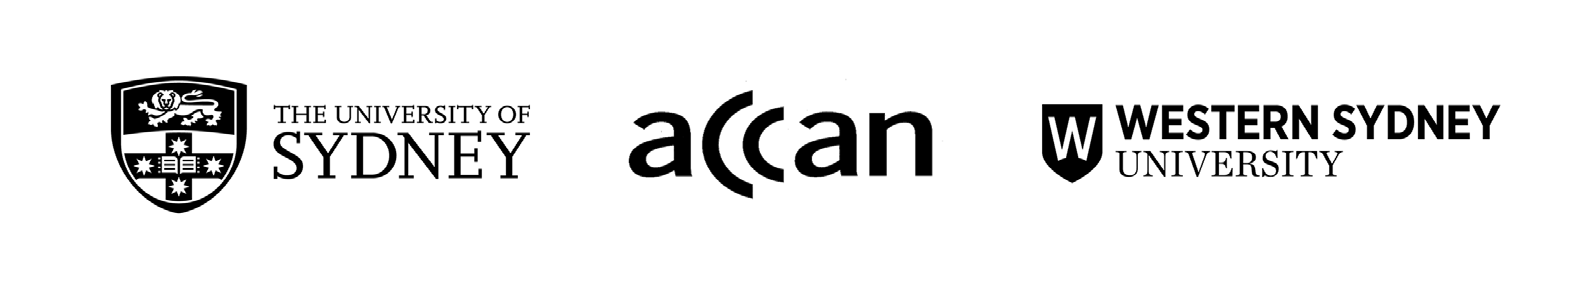 THE UNIVERSITY OF
SYDNEY
accan
W
WESTERN SYDNEY
UNIVERSITY